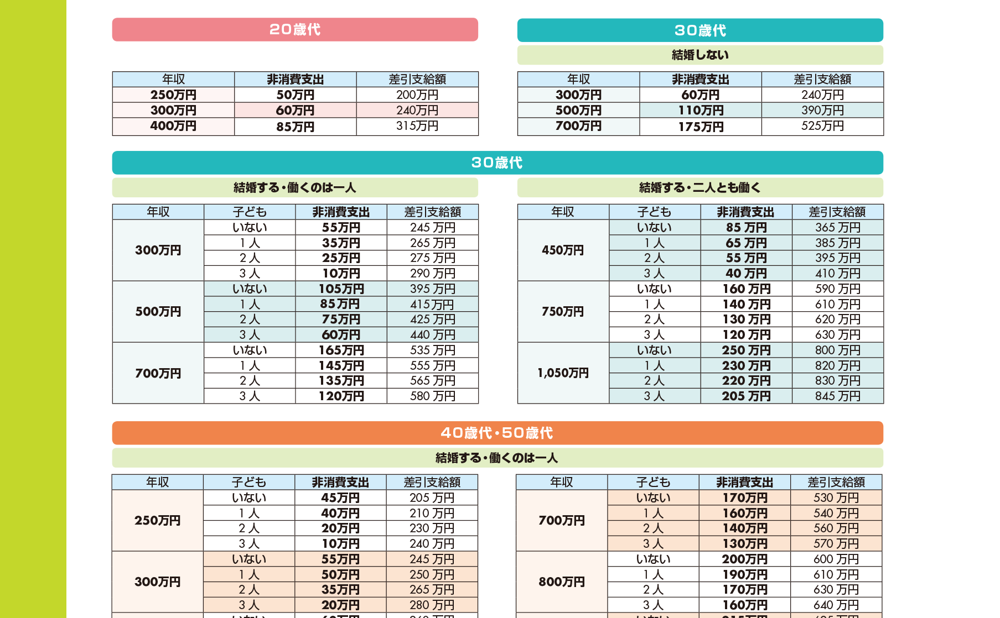 20歳代
年収 非消費支出 差引支給額
250万円 50万円 200万円
300万円 60万円 240万円
400万円 85万円 315万円
30歳代
結婚しない
年収 非消費支出 差引支給額
300万円 60万円 240万円
500万円 110万円 390万円
700万円 175万円 525万円
30歳代
結婚する・働くのは一人
年収 子ども 非消費支出 差引支給額
300万円
いない 55万円 245 万円
1人 35万円 265 万円
2人 25万円 275 万円
3人 10万円 290 万円
500万円
いない 105万円 395 万円
1人 85万円 415万円
2人 75万円 425 万円
3人 60万円 440 万円
700万円
いない 165万円 535 万円
1人 145万円 555 万円
2人 135万円 565 万円
3人 120万円 580 万円
結婚する・二人とも働く
年収 子ども 非消費支出 差引支給額
450万円
いない 85 万円 365 万円
1人 65 万円 385 万円
2人 55 万円 395 万円
3人 40 万円 410 万円
750万円
いない 160 万円 590 万円
1人 140 万円 610 万円
2人 130 万円 620 万円
3人 120 万円 630 万円
1,050万円
いない 250 万円 800 万円
1人 230 万円 820 万円
2人 220 万円 830 万円
3人 205 万円 845 万円
40歳代・50歳代
結婚する・働くのは一人
年収 子ども 非消費支出 差引支給額
250万円
いない 45万円 205 万円
1人 40万円 210 万円
2人 20万円 230 万円
3人 10万円 240 万円
300万円
いない 55万円 245 万円
1人 50万円 250 万円
2人 35万円 265 万円
3人 20万円 280 万円
年収 子ども 非消費支出 差引支給額
700万円
いない 170万円 530 万円
1人 160万円 540 万円
2人 140万円 560 万円
3人 130万円 570 万円
800万円
いない 200万円 600 万円
1人 190万円 610 万円
2人 170万円 630 万円
3人 160万円 640 万円